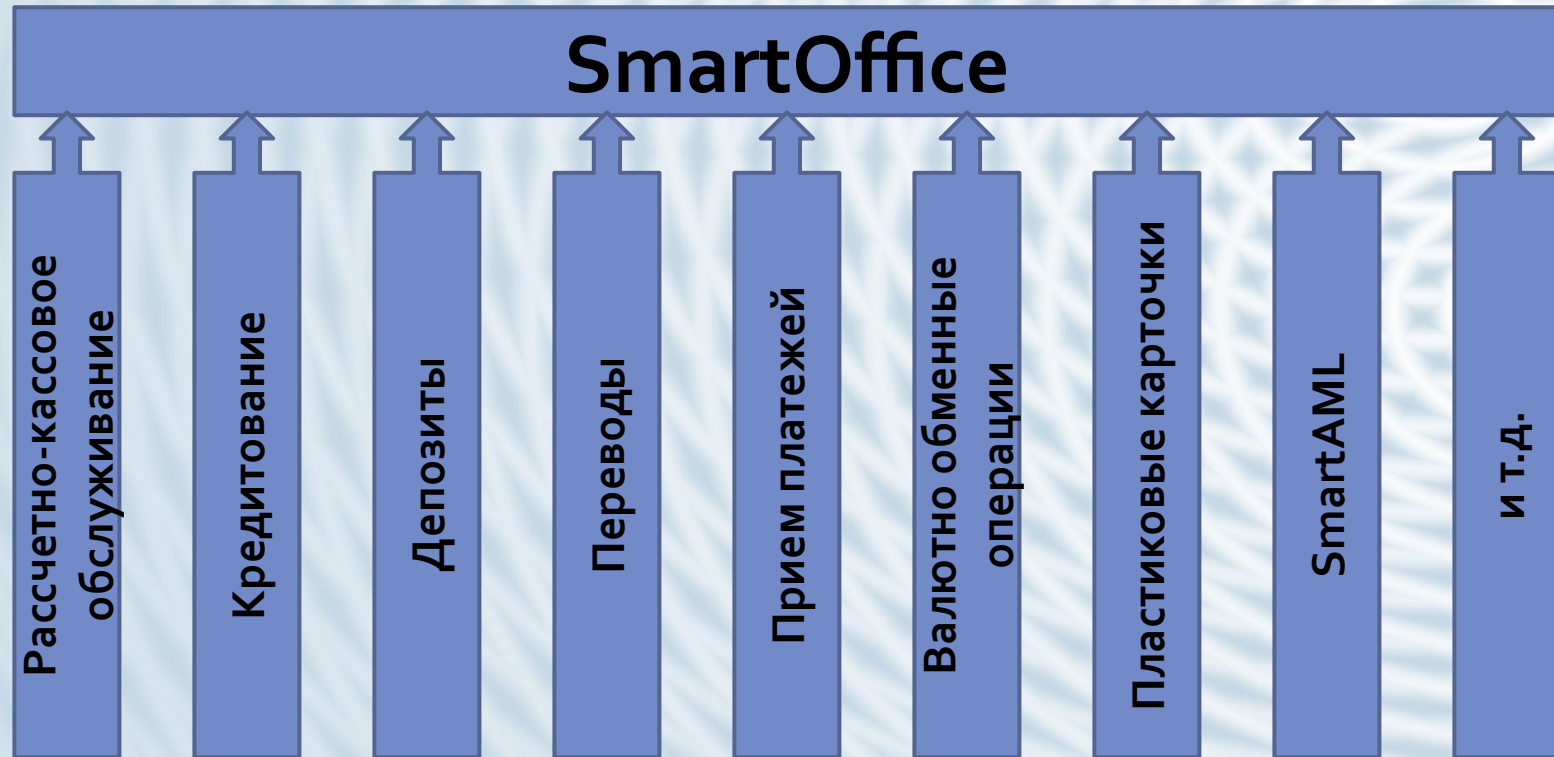 SmartOffice
Рассчетно-кассовое
обслуживание
Кредитование
Депозиты
Переводы
Прием платежей
Валютно обменные
операции
Пластиковые карточки
SmartAML
и т.д.